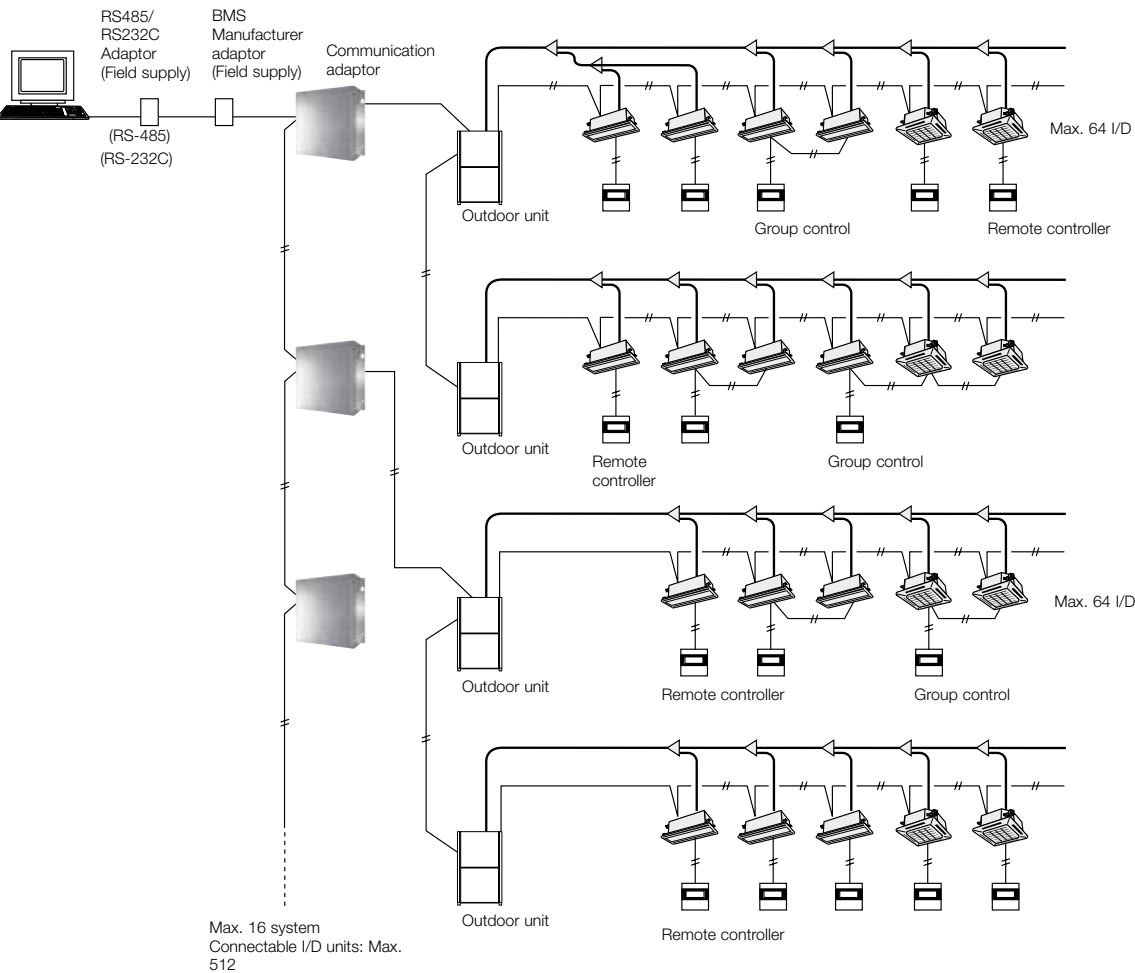 RS485/
RS232C
Adaptor
(Field supply)
BMS
Manufacturer
adaptor
(Field supply)
Communication
adaptor
(RS-485)
(RS-232C)
Max. 64 I/D
Outdoor unit
Group control
Remote controller
Outdoor unit
Remote
controller
Group control
Max. 64 I/D
Outdoor unit
Remote controller
Group control
Outdoor unit
Remote controller
Max. 16 system
Connectable I/D units: Max.
512